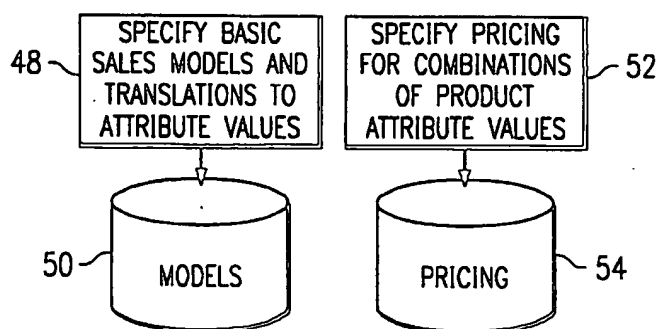 48
SPECIFY BASIC
SALES MODELS AND
TRANSLATIONS TO
ATTRIBUTE VALUES
SPECIFY PRICING
FOR COMBINATIONS
OF PRODUCT
ATTRIBUTE VALUES
52
50
MODELS
PRICING
54